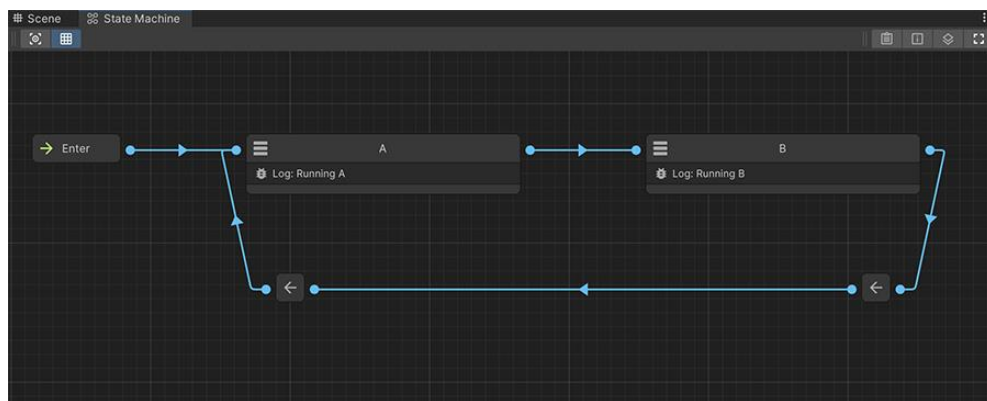 Scene
State Machine
Enter
A
B
Log: Running A
Log: Running B